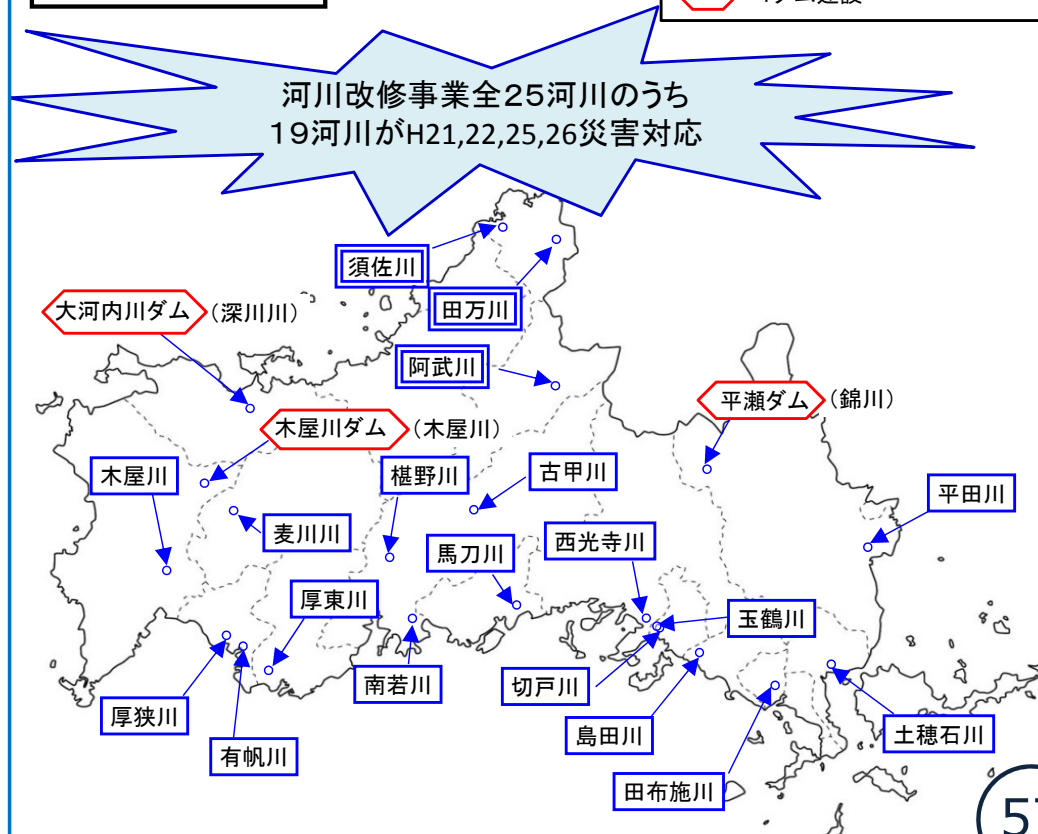 河川改修事業全25河川のうち
19河川がH21,22,25,26災害対応
須佐川
田万川
大河内川ダム（深川川）
阿武川
平瀬ダム（錦川）
木屋川ダム（木屋川）
木屋川
椹野川
古甲川
平田川
麦川川
西光寺川
馬刀川
厚東川
玉鶴川
南若川
切戸川
厚狭川
島田川
土穂石川
有帆川
田布施川